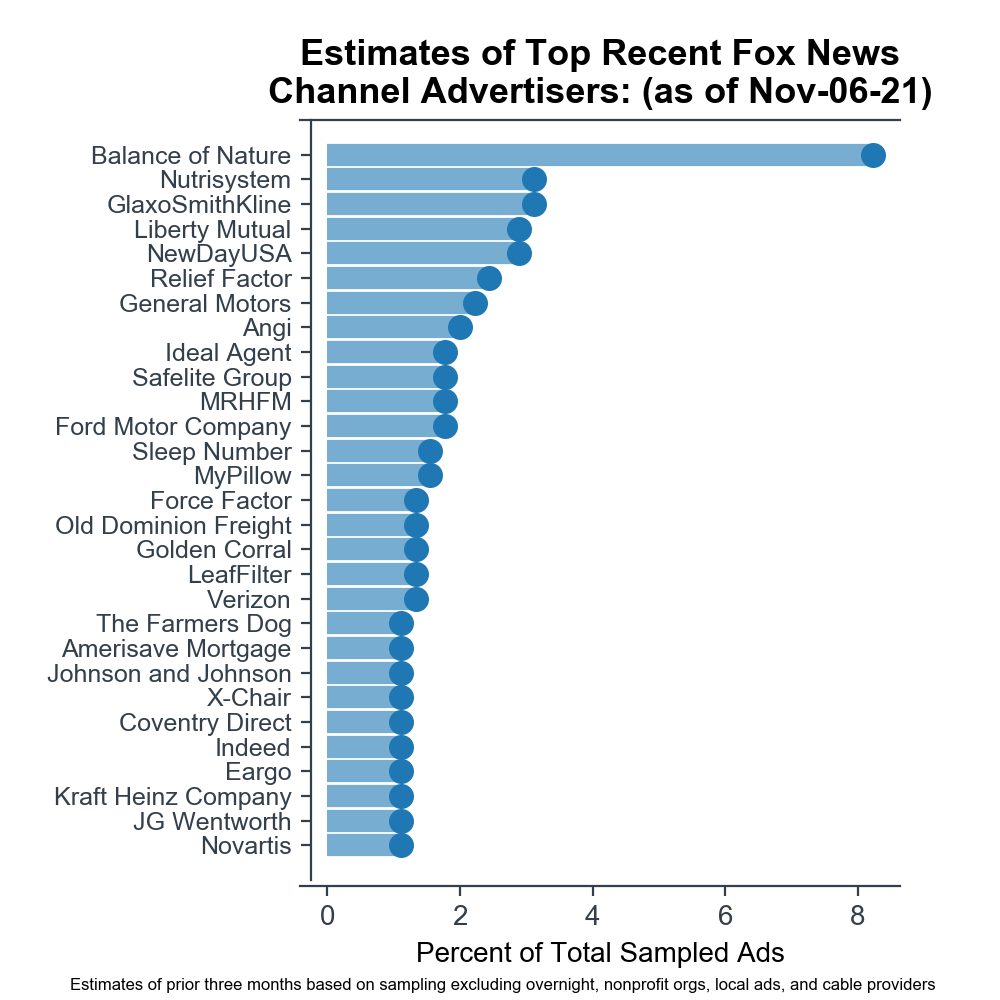 Estimates of Top Recent Fox News
Channel Advertisers: (as of Nov-06-21)
Balance of Nature
Nutrisystem
GlaxoSmithKline
Liberty Mutual
NewDayUSA
Relief Factor
General Motors
Angi
Ideal Agent
Safelite Group
MRHFM
Ford Motor Company
Sleep Number
MyPillow
Force Factor
Old Dominion Freight
Golden Corral
LeafFilter
Verizon
The Farmers Dog
Amerisave Mortgage
Johnson and Johnson
X-Chair
Coventry Direct
Indeed
Eargo
Kraft Heinz Company
JG Wentworth
Novartis
0 2 4 6 8
Percent of Total Sampled Ads
Estimates of prior three months based on sampling excluding overnight, nonprofit orgs, local ads, and cable providers